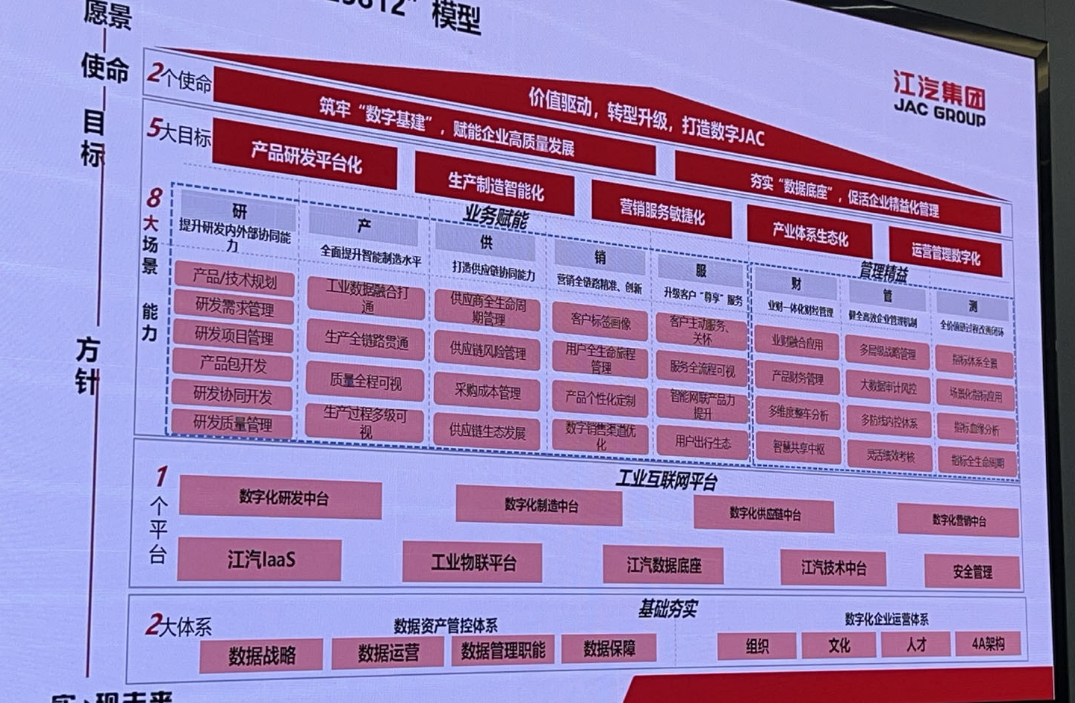 愿景
12”模型
江汽集团
JAC GROUP
使命
2个使命
价值驱动，转型升级，打造数字JAC
筑牢“数字基建”，赋能企业高质量发展
夯实“数据底座”，促活企业精益化管理
目标
5大目标
产品研发平台化
生产制造智能化
营销服务敏捷化
产业体系生态化
运营管理数字化
方针
8大场景能力
业务赋能
管理精益
研
提升研发内外部协同能力
产品/技术规划
研发需求管理
研发项目管理
产品包开发
研发协同开发
研发质量管理
产
全面提升智能制造水平
工业数据融合打通
生产全链路贯通
质量全程可视
生产过程多级可视
供
打造供应链协同能力
供应商全生命周期管理
供应链风险管理
采购成本管理
供应链生态发展
销
营销全链路精准、创新
客户标签画像
用户全生命旅程管理
产品个性化定制
数字销售渠道优化
服
升级客户“尊享”服务
客户主动服务、关怀
服务全流程可视
智能网联产品力提升
用户出行生态
财
业财一体化财经管理
业财融合应用
产品财务管理
多维度整车分析
智慧共享中枢
管
健全高效企业管理机制
多层级战略管理
大数据审计风控
多防线内控体系
灵活绩效考核
测
全价值链过程改善闭环
指标体系全景
场景化指标应用
指标血缘分析
指标全生命周期
1个平台
工业互联网平台
数字化研发中台
数字化制造中台
数字化供应链中台
数字化营销中台
江汽IaaS
工业物联平台
江汽数据底座
江汽技术中台
安全管理
2大体系
基础夯实
数据资产管控体系
数字化企业运营体系
数据战略
数据运营
数据管理职能
数据保障
组织
文化
人才
4A架构